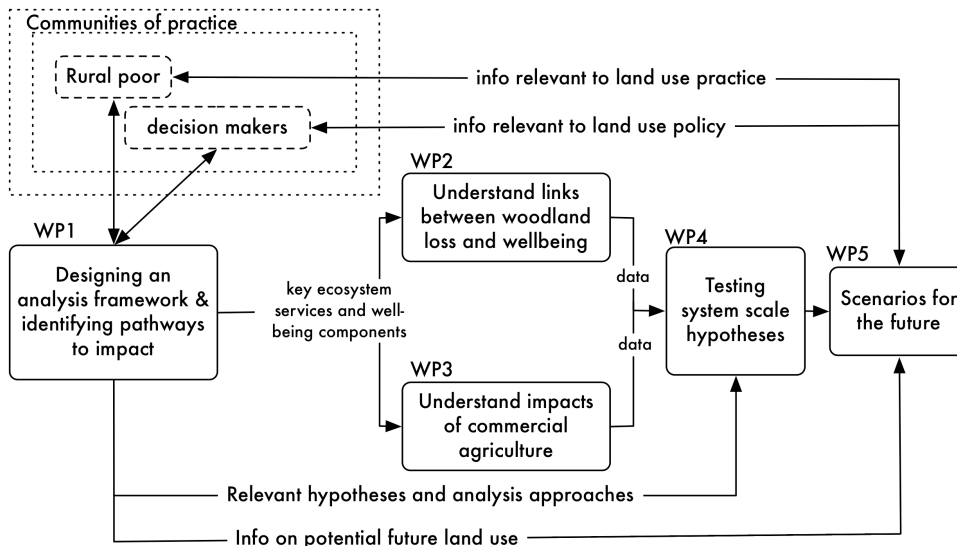 Communities of practice
Rural poor
info relevant to land use practice
decision makers
info relevant to land use policy
WP1
Designing an
analysis framework &
identifying pathways
to impact
key ecosystem
services and well-
being components
WP2
Understand links
between woodland
loss and wellbeing
WP3
Understand impacts
of commercial
agriculture
data
data
WP4
Testing
system scale
hypotheses
WP5
Scenarios for
the future
Relevant hypotheses and analysis approaches
Info on potential future land use